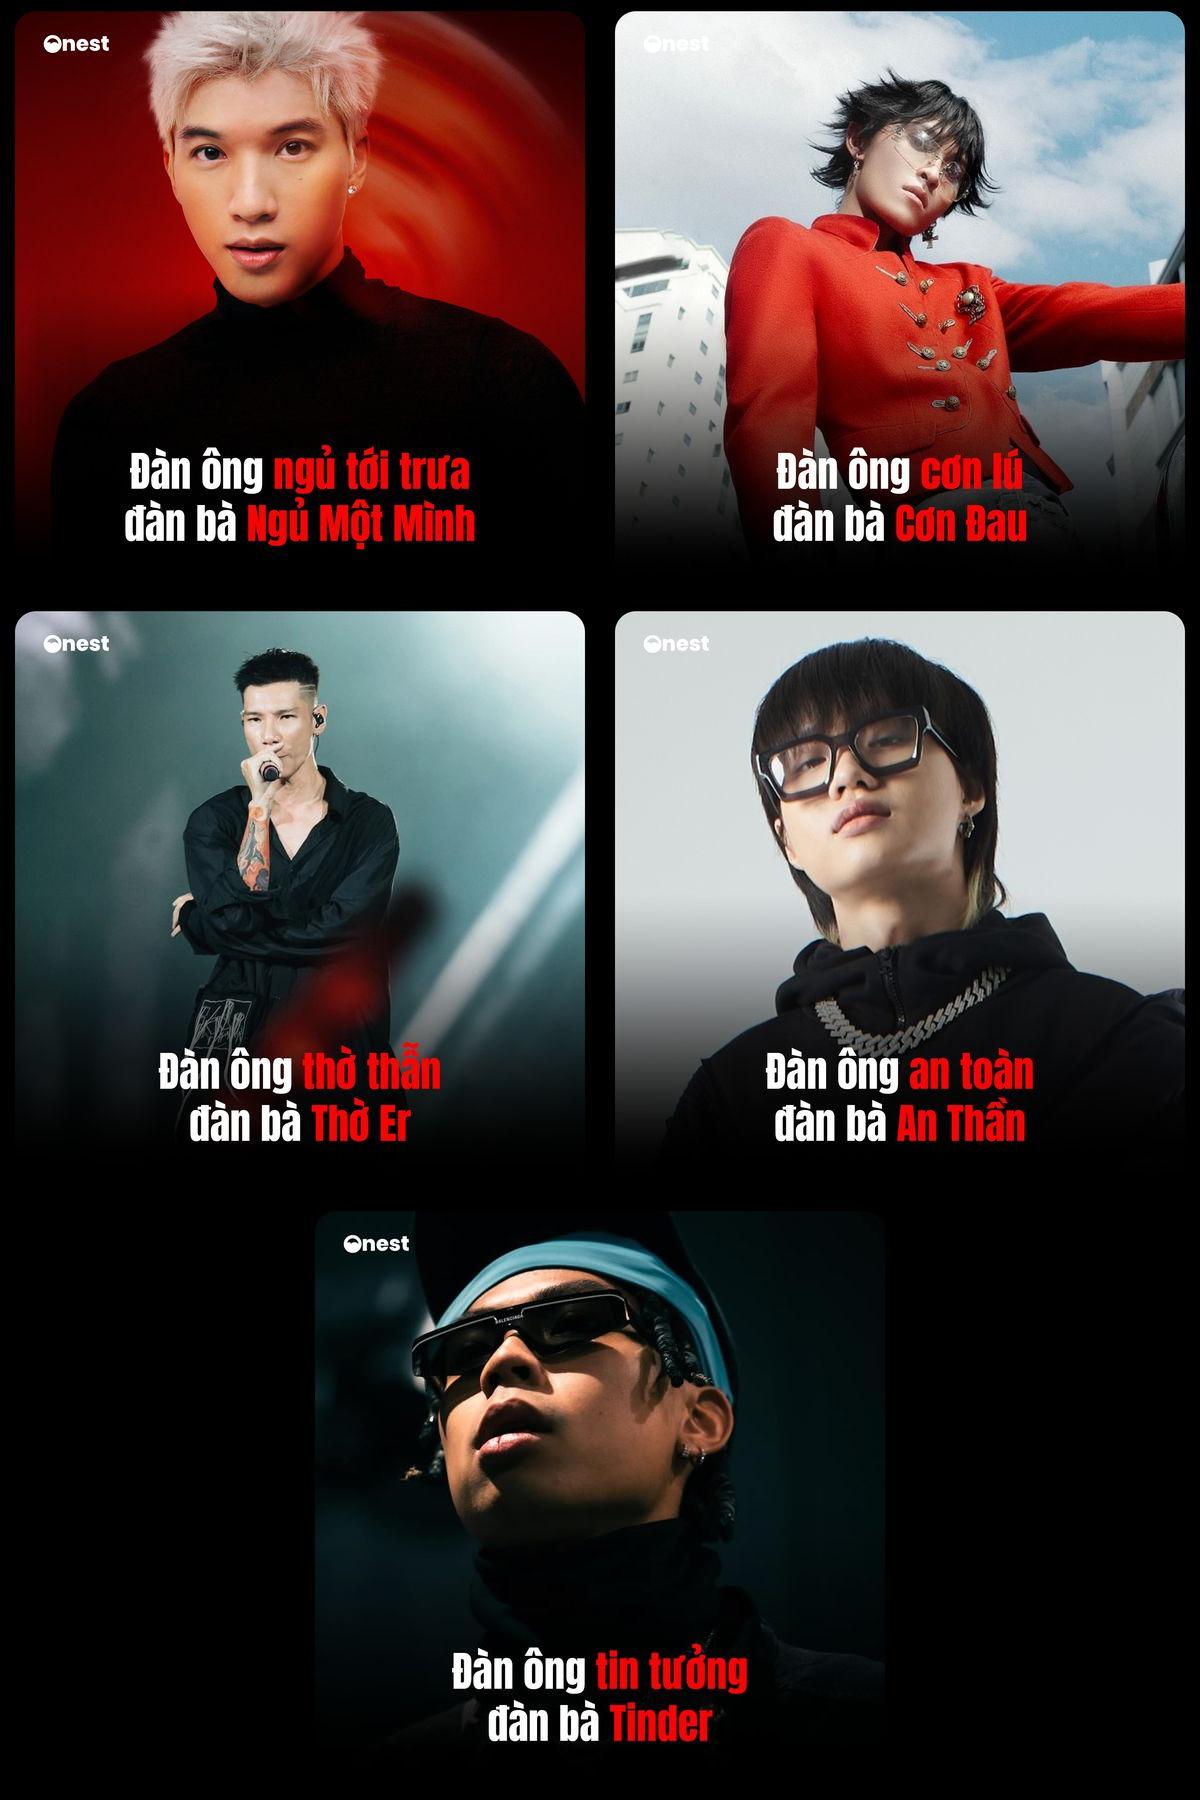 Onest
Đàn ông ngủ tới trưa
đàn bà Ngủ Một Mình
Onest
Đàn ông cơn lú
đàn bà Cơn Đau
Onest
Đàn ông thờ thẫn
đàn bà Thờ Er
Onest
Đàn ông an toàn
đàn bà An Thần
Onest
BALENCIAGA
Đàn ông tin tưởng
đàn bà Tinder